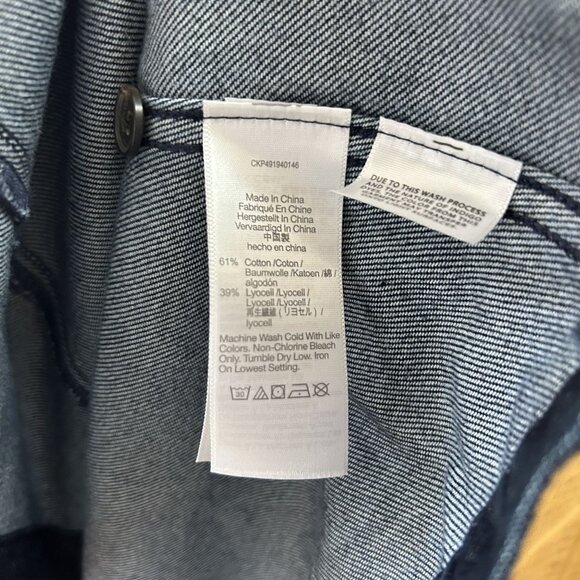 CKP491940146
Made In China
Fabriqué En Chine
Hergestellt In China
Vervaardigd In China
中国製
hecho en china
61% Cotton /Coton /
Baumwolle /Katoen /綿 /
algodón
39% Lyocell /Lyocell /
Lyocell /Lyocell /
再生繊維 ( リヨセル ) /
lyocell
Machine Wash Cold With Like
Colors. Non-Chlorine Bleach
Only. Tumble Dry Low. Iron
On Lowest Setting.
30
DUE TO THIS WASH PROCESS
AND THE NATURE OF INDIGO